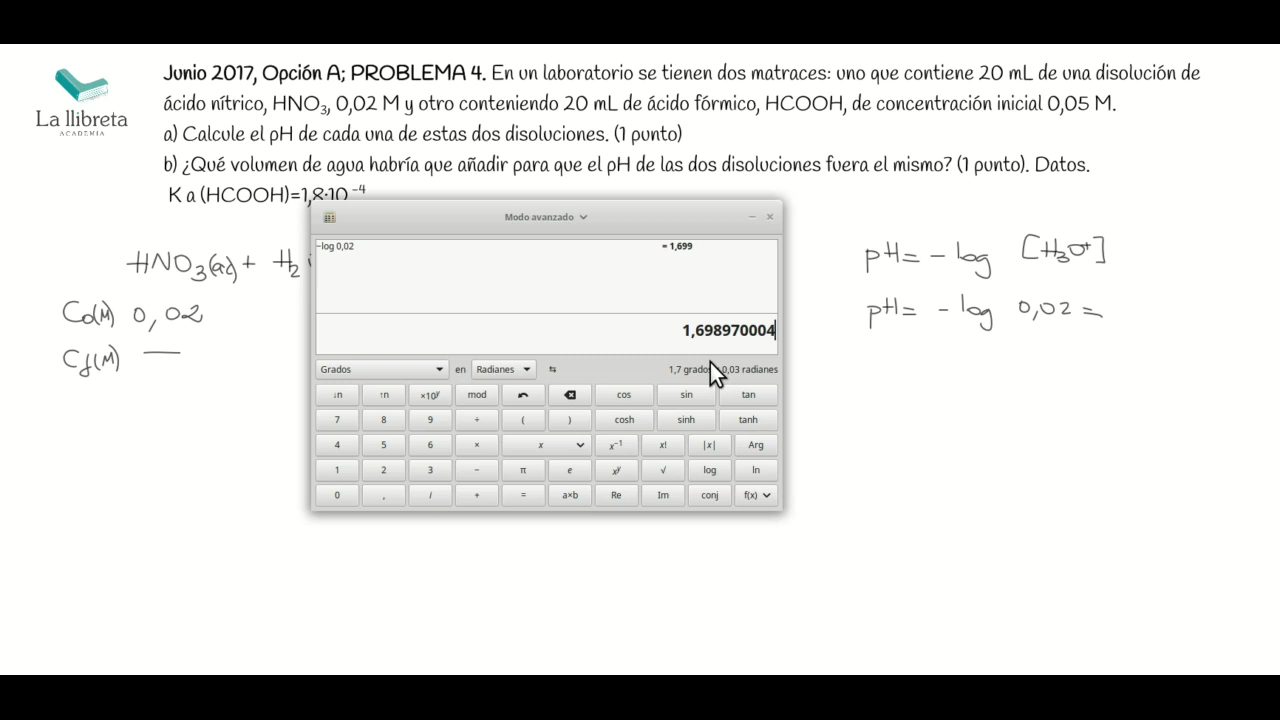 La llibreta
ACADEMIA
Junio 2017, Opción A; PROBLEMA 4. En un laboratorio se tienen dos matraces: uno que contiene 20 mL de una disolución de
ácido nítrico, HNO₃, 0,02 M y otro conteniendo 20 mL de ácido fórmico, HCOOH, de concentración inicial 0,05 M.
a) Calcule el pH de cada una de estas dos disoluciones. (1 punto)
b) ¿Qué volumen de agua habría que añadir para que el pH de las dos disoluciones fuera el mismo? (1 punto). Datos.
K a (HCOOH)=1,8·10⁻⁴
HNO₃(ac) + H₂
C₀(M) 0,02
Cf(M) —
pH = - log [H₃O⁺]
pH = - log 0,02 =
Modo avanzado
−log 0,02 = 1,699
1,698970004
Grados en Radianes ⇆ 1,7 grados 0,03 radianes
↓n ↑n ×10ʸ mod cos sin tan
7 8 9 ÷ ( ) cosh sinh tanh
4 5 6 × x x⁻¹ x! |x| Arg
1 2 3 − π e xʸ √ log ln
0 , / + = a×b Re Im conj f(x)